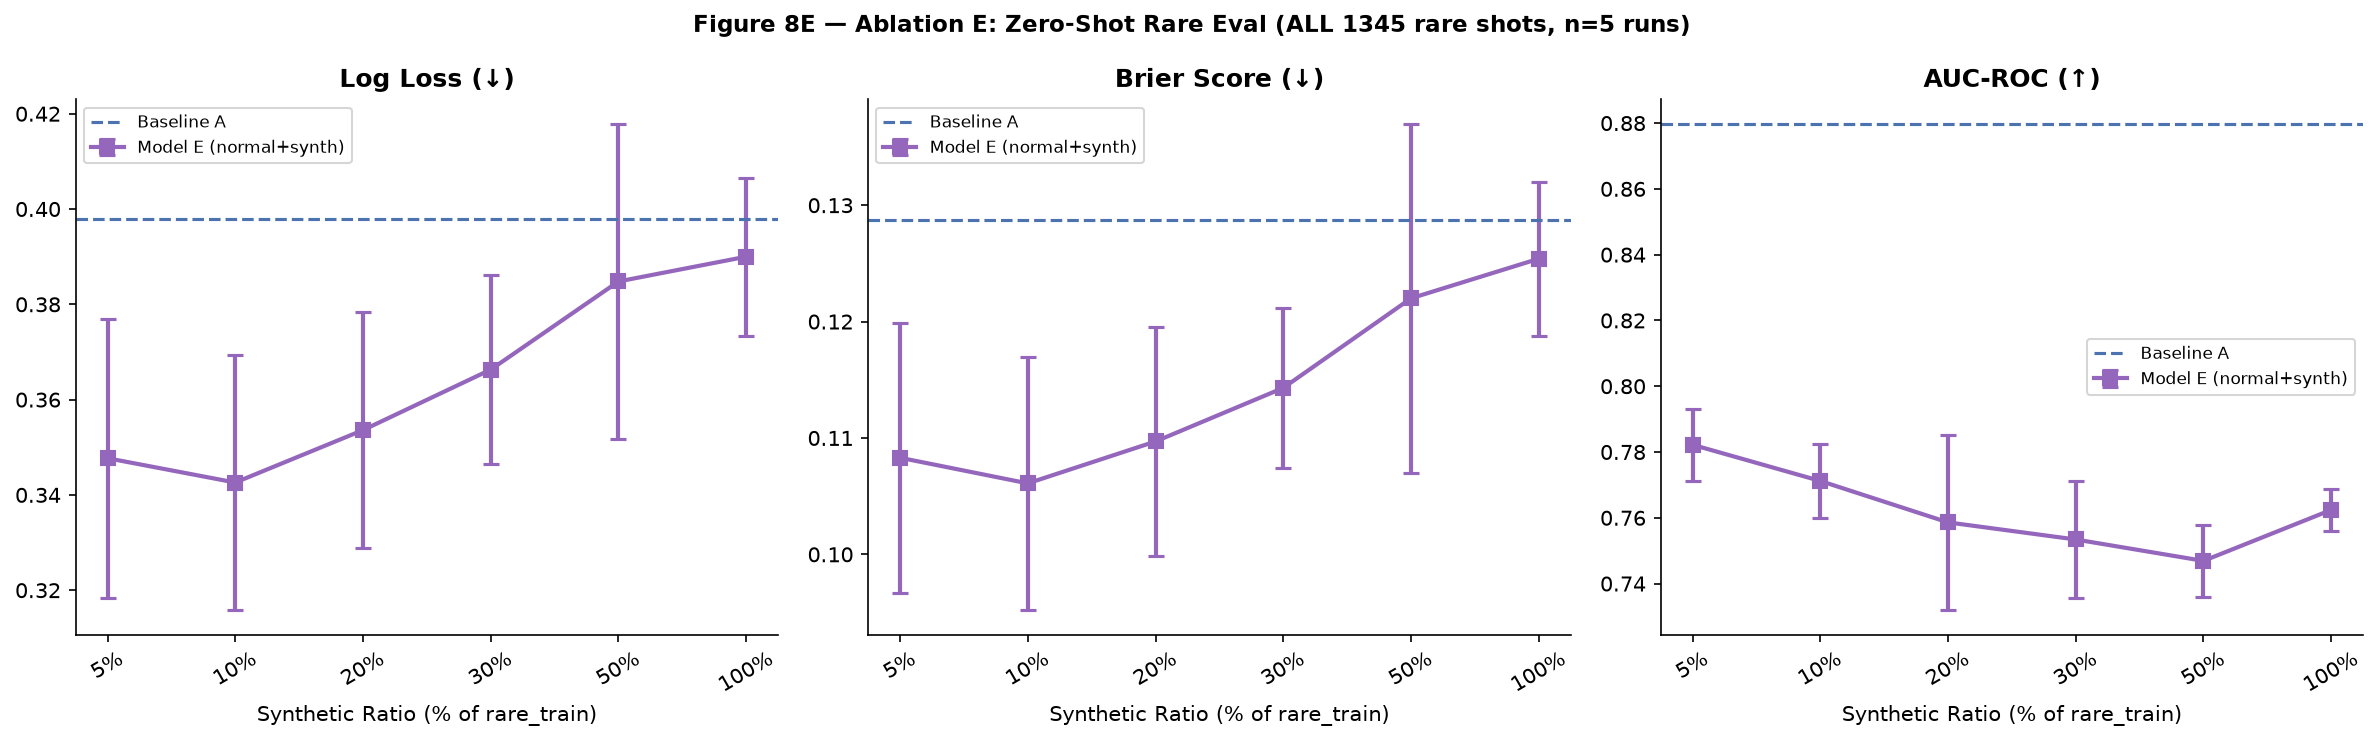 Figure 8E — Ablation E: Zero-Shot Rare Eval (ALL 1345 rare shots, n=5 runs)
Log Loss (↓)
Baseline A
Model E (normal+synth)
0.42
0.40
0.38
0.36
0.34
0.32
5%
10%
20%
30%
50%
100%
Synthetic Ratio (% of rare_train)
Brier Score (↓)
Baseline A
Model E (normal+synth)
0.13
0.12
0.11
0.10
5%
10%
20%
30%
50%
100%
Synthetic Ratio (% of rare_train)
AUC-ROC (↑)
Baseline A
Model E (normal+synth)
0.88
0.86
0.84
0.82
0.80
0.78
0.76
0.74
5%
10%
20%
30%
50%
100%
Synthetic Ratio (% of rare_train)